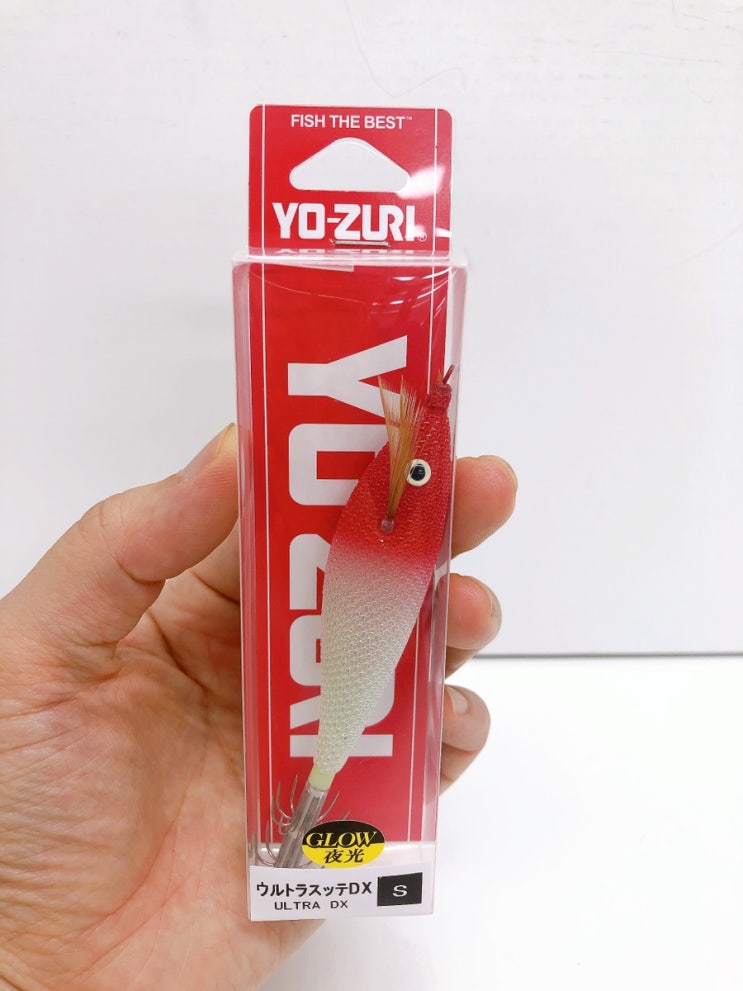 FISH THE BEST™
YO-ZURI®
YO-ZURI
GLOW
夜光
ウルトラスッテDX S
ULTRA DX